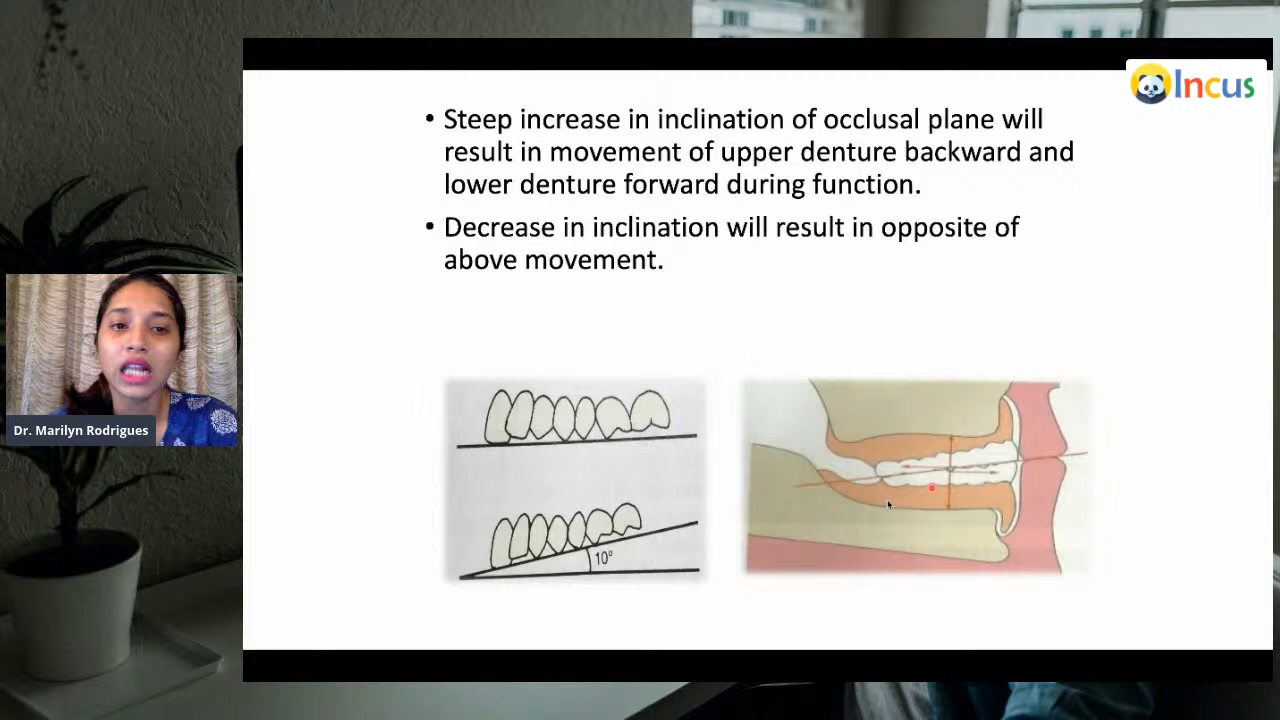 Incus
• Steep increase in inclination of occlusal plane will
result in movement of upper denture backward and
lower denture forward during function.
• Decrease in inclination will result in opposite of
above movement.
Dr. Marilyn Rodrigues
10°